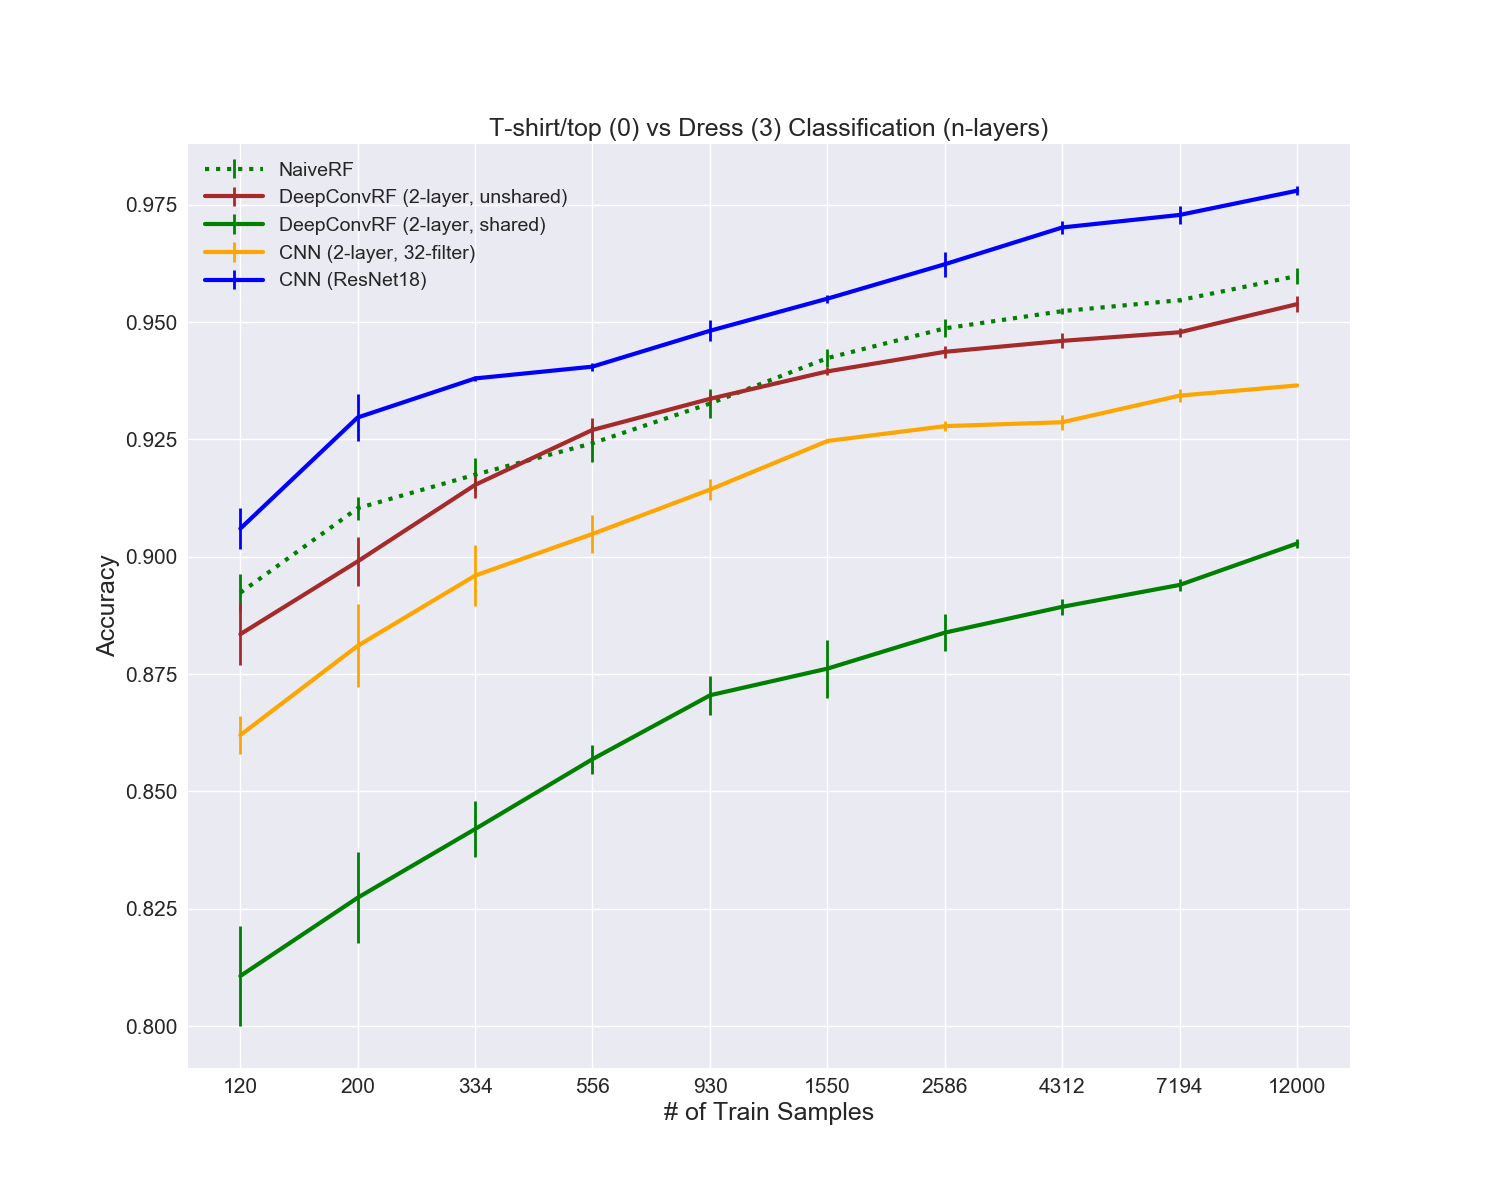 T-shirt/top (0) vs Dress (3) Classification (n-layers)
NaiveRF
DeepConvRF (2-layer, unshared)
DeepConvRF (2-layer, shared)
CNN (2-layer, 32-filter)
CNN (ResNet18)
0.975
0.950
0.925
0.900
0.875
0.850
0.825
0.800
Accuracy
120 200 334 556 930 1550 2586 4312 7194 12000
# of Train Samples